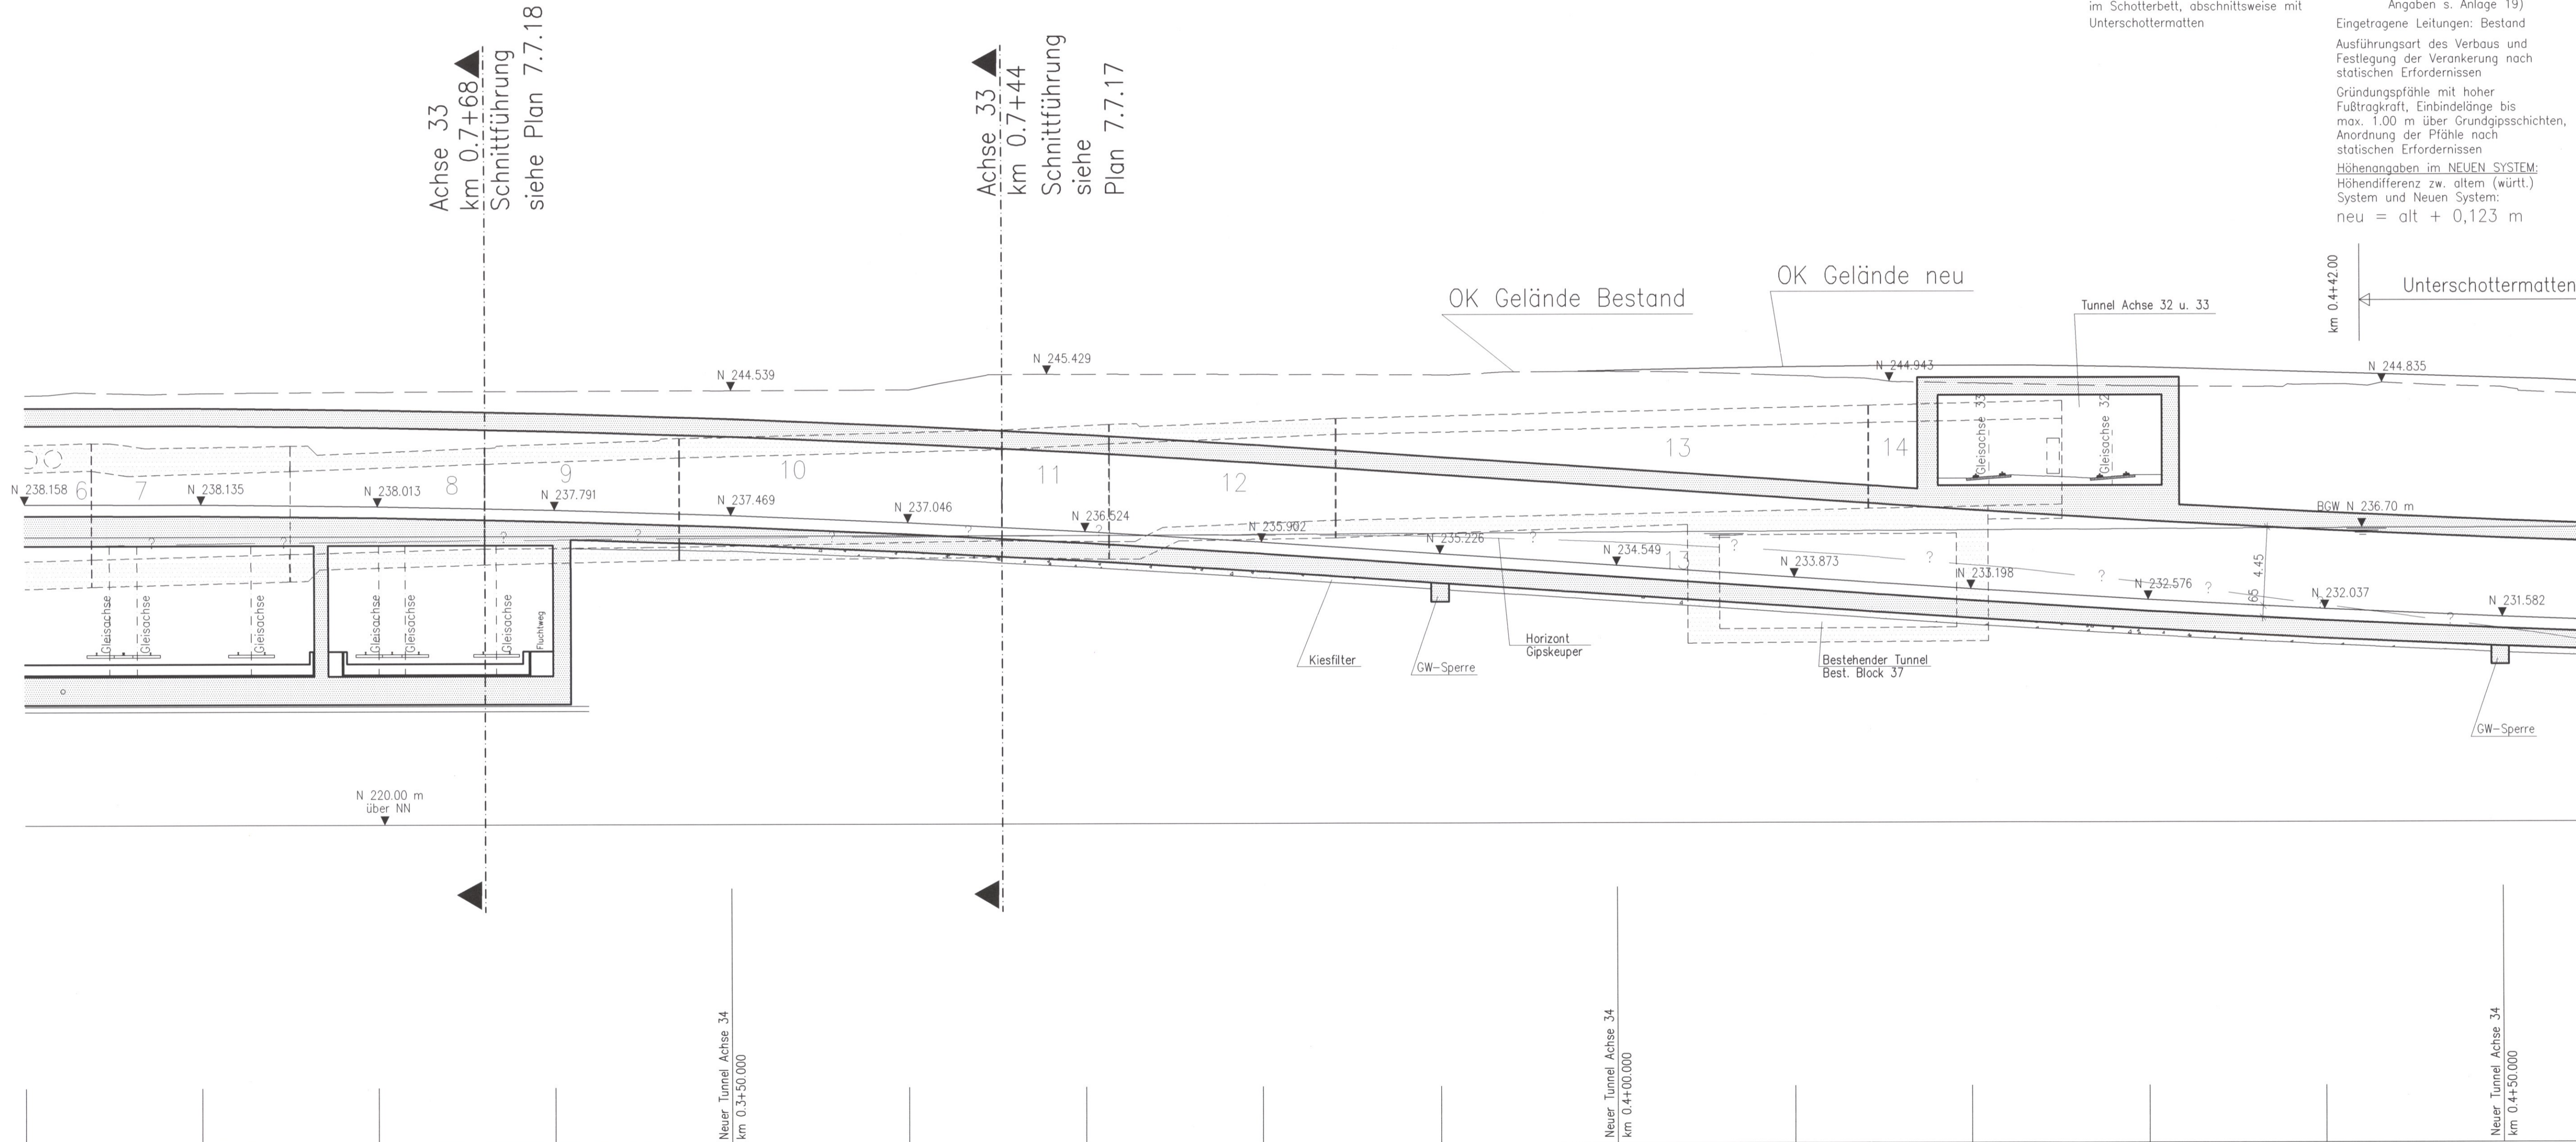 im Schotterbett, abschnittsweise mit
Unterschottermatten
Angaben s. Anlage 19)
Eingetragene Leitungen: Bestand
Ausführungsart des Verbaus und
Festlegung der Verankerung nach
statischen Erfordernissen
Gründungspfähle mit hoher
Fußtragkraft, Einbindelänge bis
max. 1.00 m über Grundgipsschichten,
Anordnung der Pfähle nach
statischen Erfordernissen
Höhenangaben im NEUEN SYSTEM:
Höhendifferenz zw. altem (württ.)
System und Neuen System:
neu = alt + 0,123 m
Achse 33
km 0.7+68
Schnittführung
siehe Plan 7.7.18
Achse 33
km 0.7+44
Schnittführung
siehe
Plan 7.7.17
OK Gelände Bestand
OK Gelände neu
Tunnel Achse 32 u. 33
km 0.4+42.00
Unterschottermatten
N 244.539
N 245.429
N 244.943
N 244.835
Gleisachse 33
Gleisachse 32
6
7
8
9
10
11
12
13
14
13
N 238.158
N 238.135
N 238.013
N 237.791
N 237.469
N 237.046
N 236.524
N 235.902
N 235.226
N 234.549
N 233.873
N 233.198
N 232.576
N 232.037
N 231.582
BGW N 236.70 m
4.45
65
? ? ? ? ? ? ? ? ? ? ? ? ? ?
Gleisachse
Gleisachse
Gleisachse
Gleisachse
Gleisachse
Fluchtweg
Kiesfilter
GW-Sperre
Horizont
Gipskeuper
Bestehender Tunnel
Best. Block 37
GW-Sperre
N 220.00 m
über NN
Neuer Tunnel Achse 34
km 0.3+50.000
Neuer Tunnel Achse 34
km 0.4+00.000
Neuer Tunnel Achse 34
km 0.4+50.000